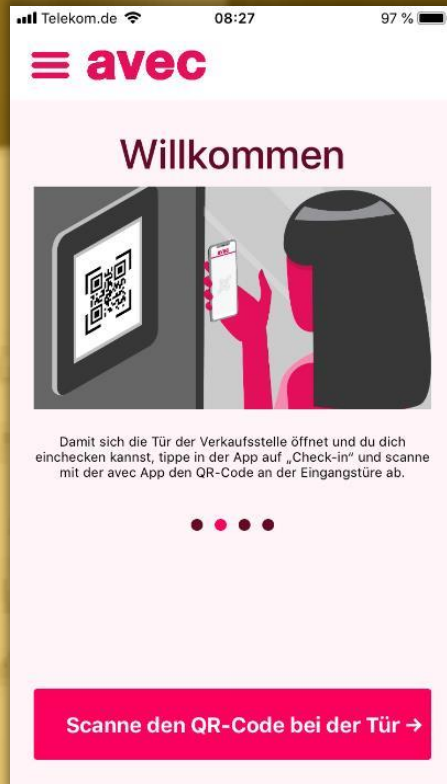 Telekom.de 08:27 97 %
avec
Willkommen
avec
Damit sich die Tür der Verkaufsstelle öffnet und du dich
einchecken kannst, tippe in der App auf „Check-in“ und scanne
mit der avec App den QR-Code an der Eingangstüre ab.
Scanne den QR-Code bei der Tür →